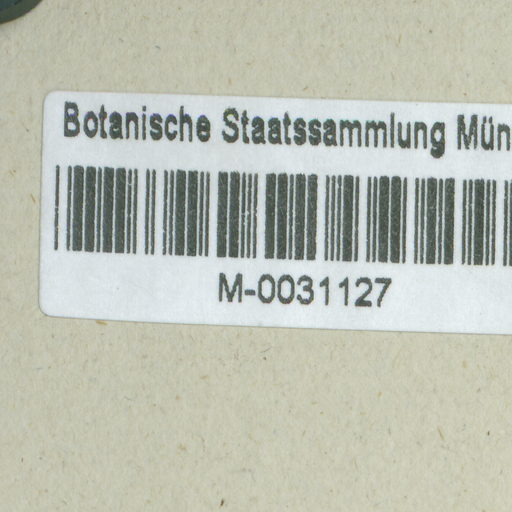 Botanische Staatssammlung Mün
M-0031127